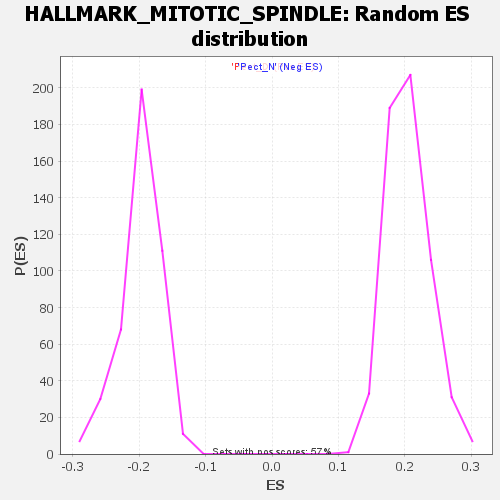 HALLMARK_MITOTIC_SPINDLE: Random ES
distribution
(Neg ES)
200
180
160
140
120
100
80
60
40
20
0
P(ES)
Sets with pos scores: 57%
-0.3 -0.2 -0.1 0.0 0.1 0.2 0.3
ES